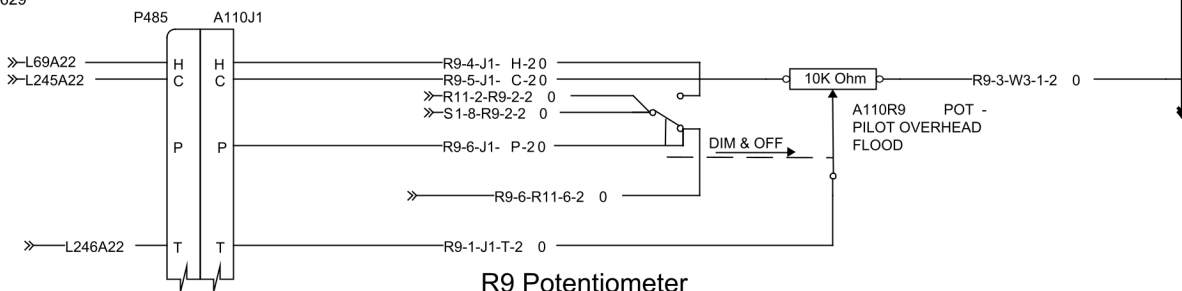 629
P485 A110J1
L69A22 H H R9-4-J1- H-2 0
L245A22 C C R9-5-J1- C-2 0 10K Ohm R9-3-W3-1-2 0
R11-2-R9-2-2 0
S1-8-R9-2-2 0
A110R9 POT -
PILOT OVERHEAD
FLOOD
P P R9-6-J1- P-2 0 DIM & OFF
R9-6-R11-6-2 0
L246A22 T T R9-1-J1-T-2 0
R9 Potentiometer